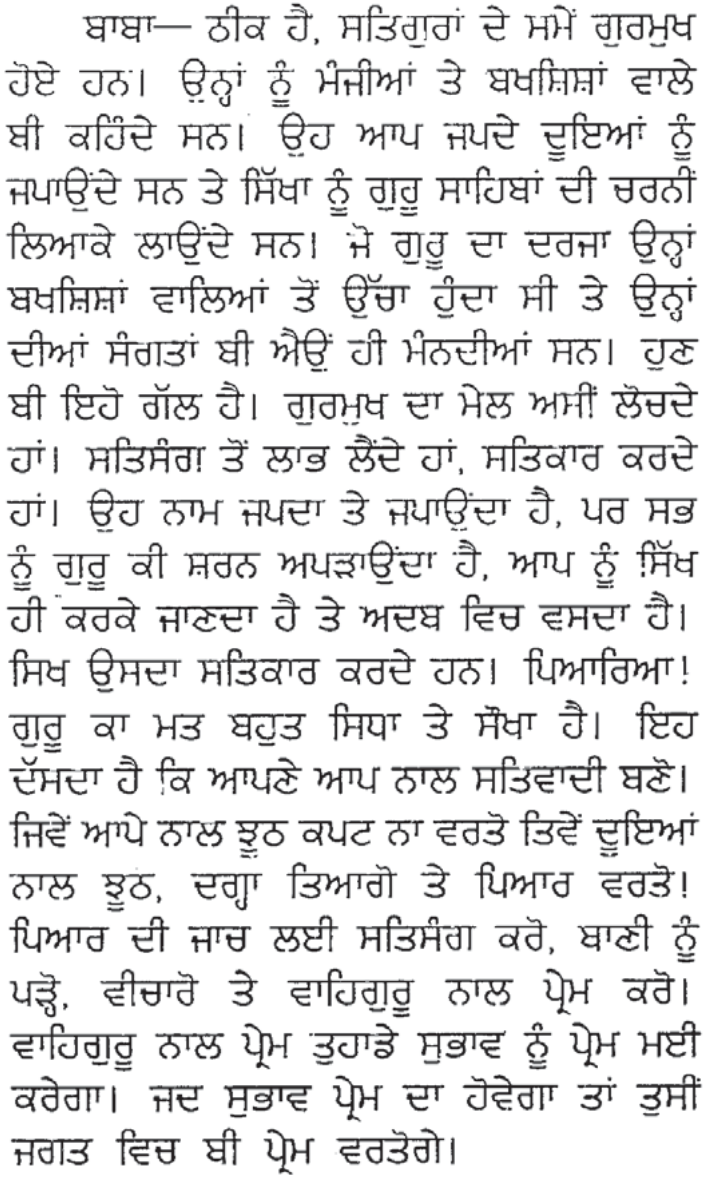 ਬਾਬਾ— ਠੀਕ ਹੈ, ਸਤਿਗੁਰਾਂ ਦੇ ਸਮੇਂ ਗੁਰਮੁਖ
ਹੋਏ ਹਨ। ਉਨ੍ਹਾਂ ਨੂੰ ਮੰਜੀਆਂ ਤੇ ਬਖਸ਼ਿਸ਼ਾਂ ਵਾਲੇ
ਬੀ ਕਹਿੰਦੇ ਸਨ। ਉਹ ਆਪ ਜਪਦੇ ਦੂਇਆਂ ਨੂੰ
ਜਪਾਉਂਦੇ ਸਨ ਤੇ ਸਿੱਖਾ ਨੂੰ ਗੁਰੂ ਸਾਹਿਬਾਂ ਦੀ ਚਰਨੀਂ
ਲਿਆਕੇ ਲਾਉਂਦੇ ਸਨ। ਜੋ ਗੁਰੂ ਦਾ ਦਰਜਾ ਉਨ੍ਹਾਂ
ਬਖਸ਼ਿਸ਼ਾਂ ਵਾਲਿਆਂ ਤੋਂ ਉੱਚਾ ਹੁੰਦਾ ਸੀ ਤੇ ਉਨ੍ਹਾਂ
ਦੀਆਂ ਸੰਗਤਾਂ ਬੀ ਐਉਂ ਹੀ ਮੰਨਦੀਆਂ ਸਨ। ਹੁਣ
ਬੀ ਇਹੋ ਗੱਲ ਹੈ। ਗੁਰਮੁਖ ਦਾ ਮੇਲ ਅਸੀਂ ਲੋਚਦੇ
ਹਾਂ। ਸਤਿਸੰਗ ਤੋਂ ਲਾਭ ਲੈਂਦੇ ਹਾਂ, ਸਤਿਕਾਰ ਕਰਦੇ
ਹਾਂ। ਉਹ ਨਾਮ ਜਪਦਾ ਤੇ ਜਪਾਉਂਦਾ ਹੈ, ਪਰ ਸਭ
ਨੂੰ ਗੁਰੂ ਕੀ ਸ਼ਰਨ ਅਪੜਾਉਂਦਾ ਹੈ, ਆਪ ਨੂੰ ਸਿੱਖ
ਹੀ ਕਰਕੇ ਜਾਣਦਾ ਹੈ ਤੇ ਅਦਬ ਵਿਚ ਵਸਦਾ ਹੈ।
ਸਿਖ ਉਸਦਾ ਸਤਿਕਾਰ ਕਰਦੇ ਹਨ। ਪਿਆਰਿਆ!
ਗੁਰੂ ਕਾ ਮਤ ਬਹੁਤ ਸਿਧਾ ਤੇ ਸੌਖਾ ਹੈ। ਇਹ
ਦੱਸਦਾ ਹੈ ਕਿ ਆਪਣੇ ਆਪ ਨਾਲ ਸਤਿਵਾਦੀ ਬਣੋ।
ਜਿਵੇਂ ਆਪੇ ਨਾਲ ਝੂਠ ਕਪਟ ਨਾ ਵਰਤੋ ਤਿਵੇਂ ਦੂਇਆਂ
ਨਾਲ ਝੂਠ, ਦਗ੍ਹਾ ਤਿਆਗੋ ਤੇ ਪਿਆਰ ਵਰਤੋ!
ਪਿਆਰ ਦੀ ਜਾਚ ਲਈ ਸਤਿਸੰਗ ਕਰੋ, ਬਾਣੀ ਨੂੰ
ਪੜ੍ਹੋ, ਵੀਚਾਰੋ ਤੇ ਵਾਹਿਗੁਰੂ ਨਾਲ ਪ੍ਰੇਮ ਕਰੋ।
ਵਾਹਿਗੁਰੂ ਨਾਲ ਪ੍ਰੇਮ ਤੁਹਾਡੇ ਸੁਭਾਵ ਨੂੰ ਪ੍ਰੇਮ ਮਈ
ਕਰੇਗਾ। ਜਦ ਸੁਭਾਵ ਪ੍ਰੇਮ ਦਾ ਹੋਵੇਗਾ ਤਾਂ ਤੁਸੀਂ
ਜਗਤ ਵਿਚ ਬੀ ਪ੍ਰੇਮ ਵਰਤੋਗੇ।